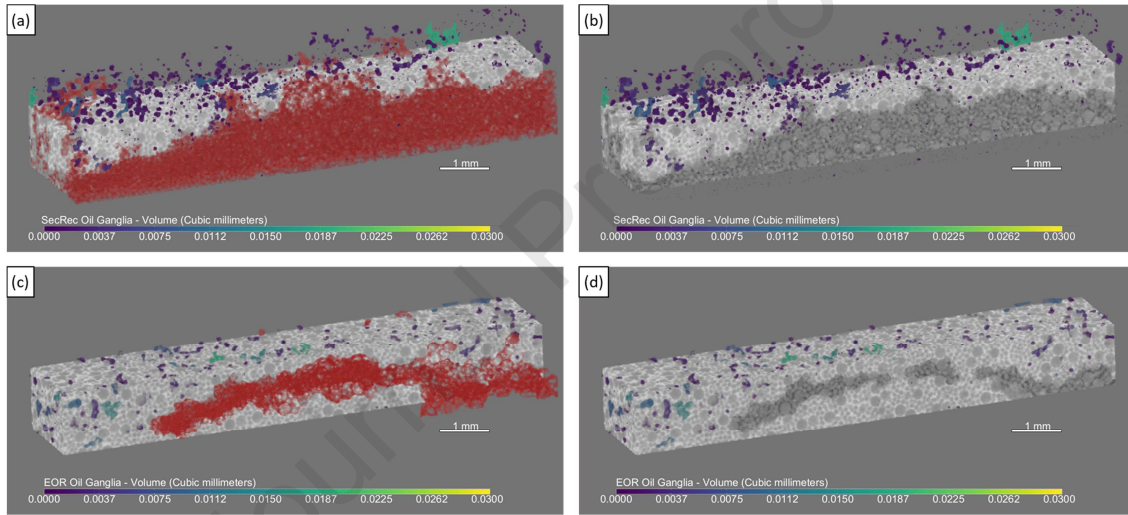 (a)
1 mm
SecRec Oil Ganglia - Volume (Cubic millimeters)
0.0000 0.0037 0.0075 0.0112 0.0150 0.0187 0.0225 0.0262 0.0300
(b)
1 mm
SecRec Oil Ganglia - Volume (Cubic millimeters)
0.0000 0.0037 0.0075 0.0112 0.0150 0.0187 0.0225 0.0262 0.0300
(c)
1 mm
EOR Oil Ganglia - Volume (Cubic millimeters)
0.0000 0.0037 0.0075 0.0112 0.0150 0.0187 0.0225 0.0262 0.0300
(d)
1 mm
EOR Oil Ganglia - Volume (Cubic millimeters)
0.0000 0.0037 0.0075 0.0112 0.0150 0.0187 0.0225 0.0262 0.0300